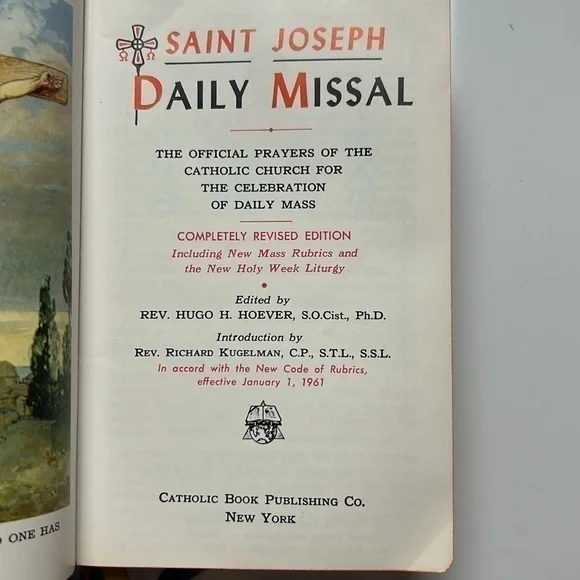 SAINT JOSEPH
DAILY MISSAL
THE OFFICIAL PRAYERS OF THE
CATHOLIC CHURCH FOR
THE CELEBRATION
OF DAILY MASS
COMPLETELY REVISED EDITION
Including New Mass Rubrics and
the New Holy Week Liturgy
Edited by
REV. HUGO H. HOEVER, S.O.Cist., Ph.D.
Introduction by
REV. RICHARD KUGELMAN, C.P., S.T.L., S.S.L.
In accord with the New Code of Rubrics,
effective January 1, 1961
CATHOLIC BOOK PUBLISHING CO.
NEW YORK
ONE HAS